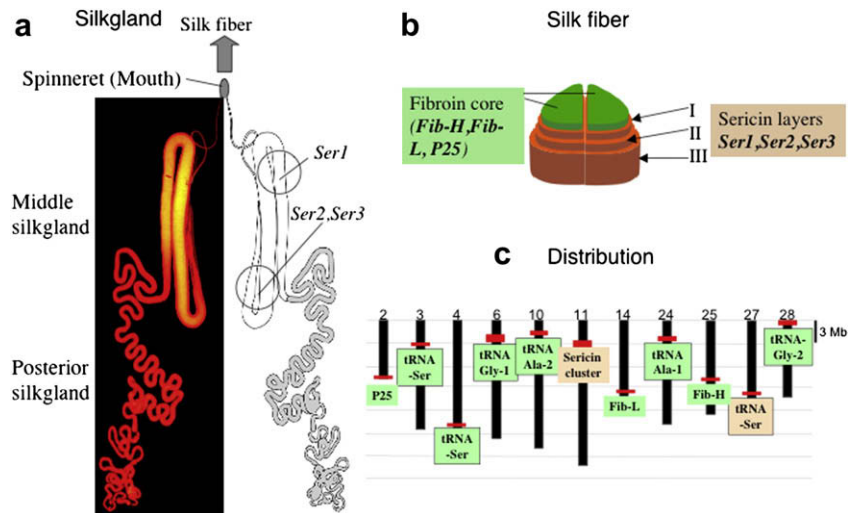 a
Silkgland
Silk fiber
Spinneret (Mouth)
Ser1
Middle
silkgland
Ser2,Ser3
Posterior
silkgland
b
Silk fiber
Fibroin core
(Fib-H,Fib-
L, P25)
I
II
III
Sericin layers
Ser1,Ser2,Ser3
c
Distribution
2 3 4 6 10 11 14 24 25 27 28
3 Mb
P25
tRNA
-Ser
tRNA
-Ser
tRNA
Gly-1
tRNA
Ala-2
Sericin
cluster
Fib-L
tRNA
Ala-1
Fib-H
tRNA
-Ser
tRNA-
Gly-2